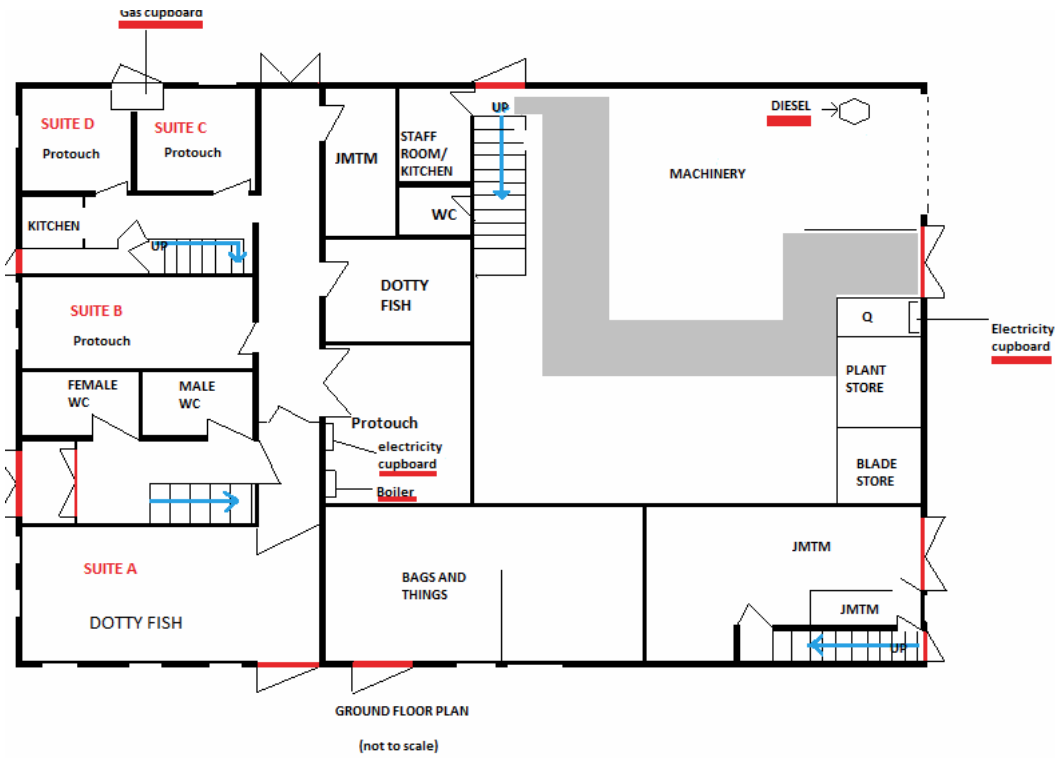 Gas cupboard
SUITE D
Protouch
SUITE C
Protouch
JMTM
STAFF
ROOM/
KITCHEN
UP
DIESEL
MACHINERY
WC
KITCHEN
UP
DOTTY
FISH
SUITE B
Protouch
Q
Electricity
cupboard
PLANT
STORE
FEMALE
WC
MALE
WC
Protouch
electricity
cupboard
Boiler
BLADE
STORE
SUITE A
DOTTY FISH
BAGS AND
THINGS
JMTM
JMTM
UP
GROUND FLOOR PLAN
(not to scale)